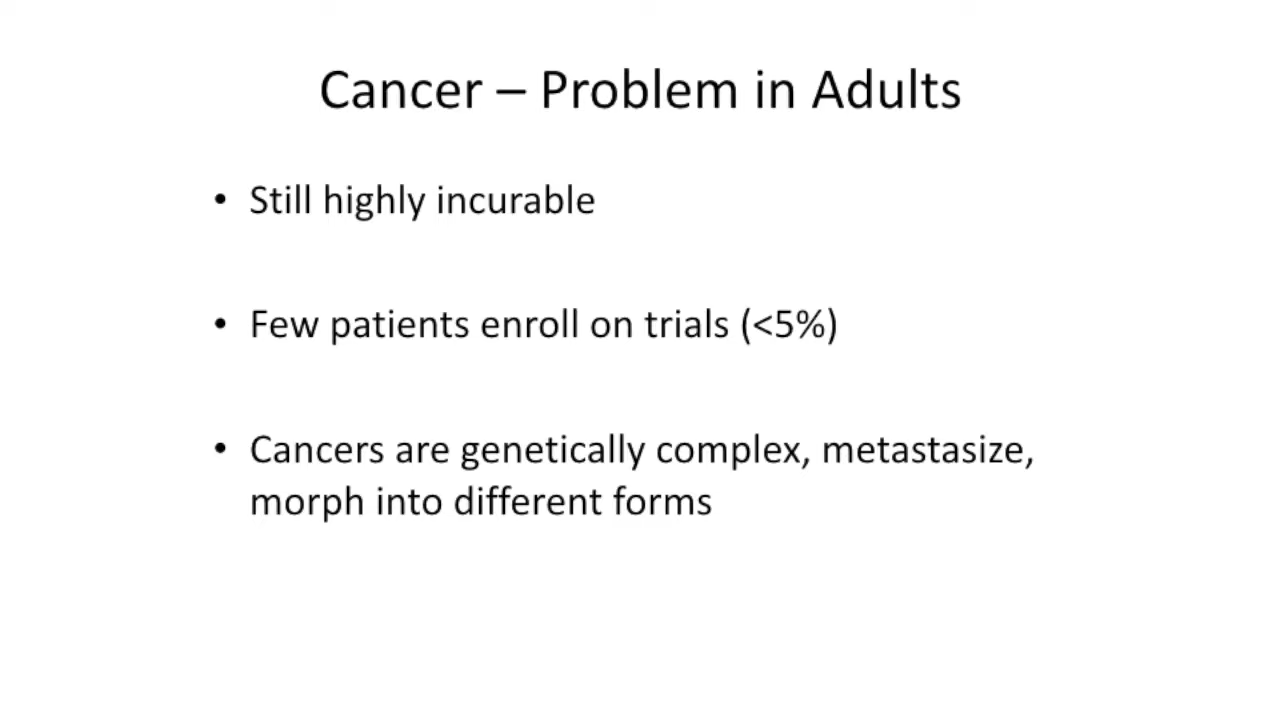 Cancer – Problem in Adults
• Still highly incurable
• Few patients enroll on trials (<5%)
• Cancers are genetically complex, metastasize,
morph into different forms